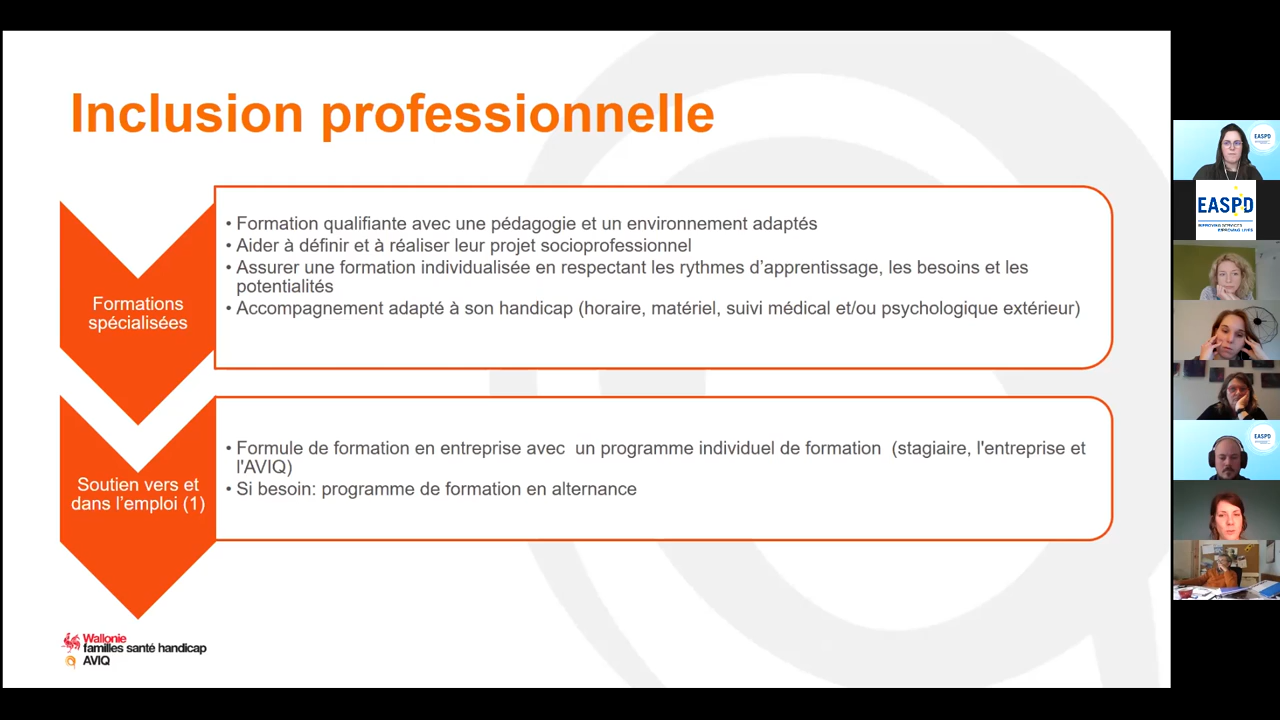 Inclusion professionnelle
Formations
spécialisées
• Formation qualifiante avec une pédagogie et un environnement adaptés
• Aider à définir et à réaliser leur projet socioprofessionnel
• Assurer une formation individualisée en respectant les rythmes d'apprentissage, les besoins et les
potentialités
• Accompagnement adapté à son handicap (horaire, matériel, suivi médical et/ou psychologique extérieur)
Soutien vers et
dans l'emploi (1)
• Formule de formation en entreprise avec  un programme individuel de formation  (stagiaire, l'entreprise et
l'AVIQ)
• Si besoin: programme de formation en alternance
Wallonie
familles santé handicap
AVIQ
EASPD
EASPD
IMPROVING SERVICES
IMPROVING LIVES
EASPD